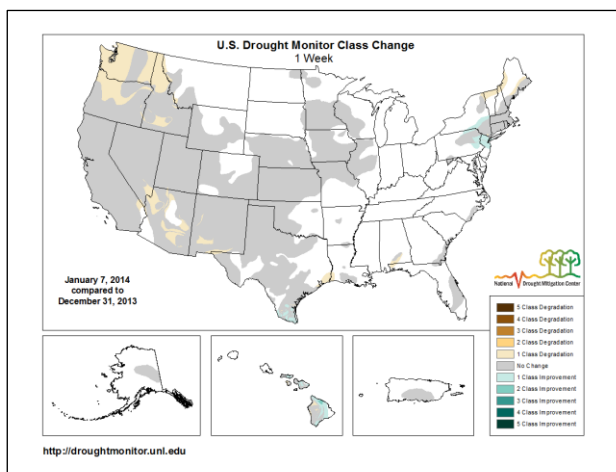 U.S. Drought Monitor Class Change
1 Week
January 7, 2014
compared to
December 31, 2013
National Drought Mitigation Center
5 Class Degradation
4 Class Degradation
3 Class Degradation
2 Class Degradation
1 Class Degradation
No Change
1 Class Improvement
2 Class Improvement
3 Class Improvement
4 Class Improvement
5 Class Improvement
http://droughtmonitor.unl.edu